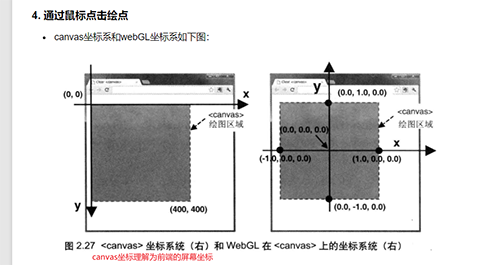 4. 通过鼠标点击绘点
canvas坐标系和webGL坐标系如下图：
(0, 0)
x
<canvas>
绘图区域
y
(400, 400)
y
(0.0, 1.0, 0.0)
<canvas>
绘图区域
(0.0, 0.0, 0.0)
x
(-1.0, 0.0, 0.0)
(1.0, 0.0, 0.0)
(0.0, -1.0, 0.0)
图 2.27 <canvas> 坐标系统（右）和 WebGL 在 <canvas> 上的坐标系统（右）
canvas坐标理解为前端的屏幕坐标